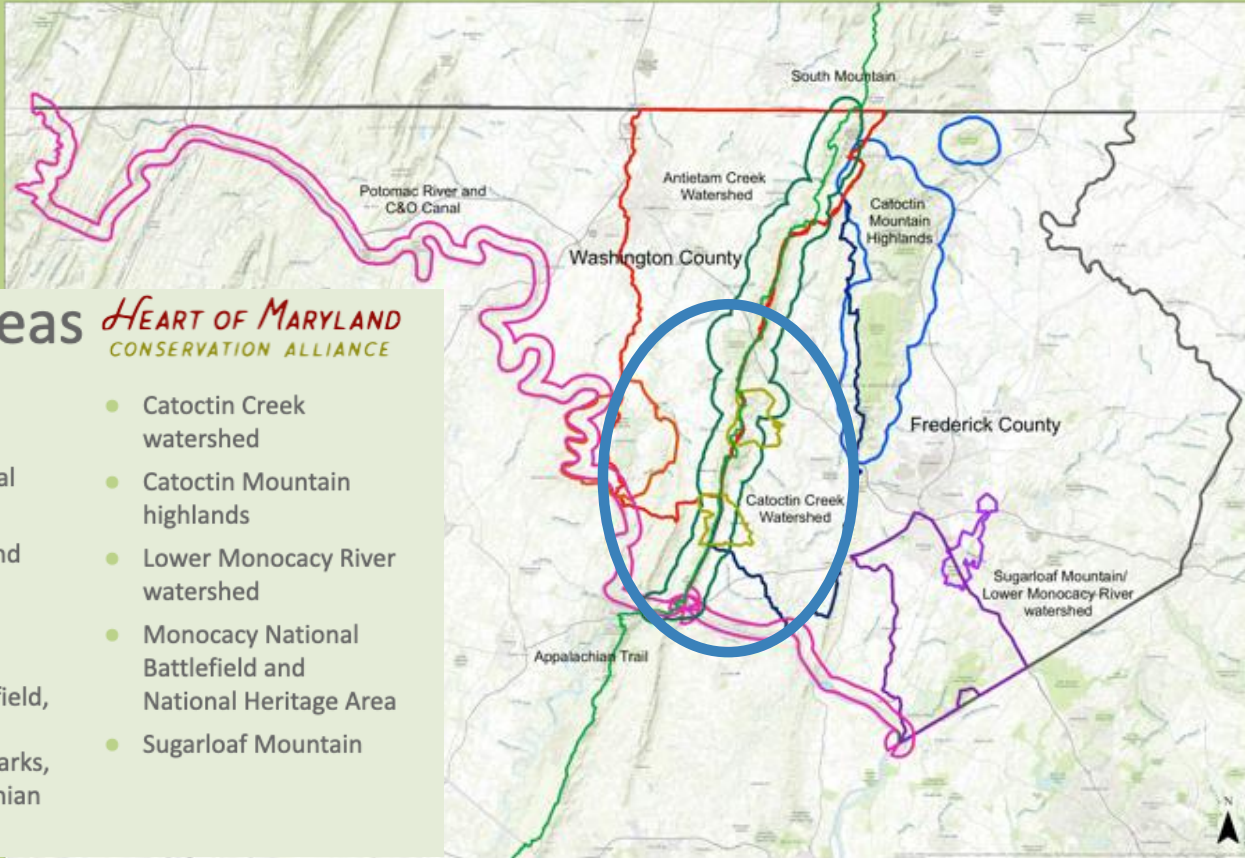 South Mountain
Antietam Creek
Watershed
Potomac River and
C&O Canal
Catoctin
Mountain
Highlands
Washington County
eas
HEART OF MARYLAND
CONSERVATION ALLIANCE
Catoctin Creek
watershed
Catoctin Mountain
highlands
Lower Monocacy River
watershed
Monocacy National
Battlefield and
National Heritage Area
Sugarloaf Mountain
al
nd
field,
arks,
nian
Frederick County
Catoctin Creek
Watershed
Sugarloaf Mountain/
Lower Monocacy River
watershed
Appalachian Trail
N